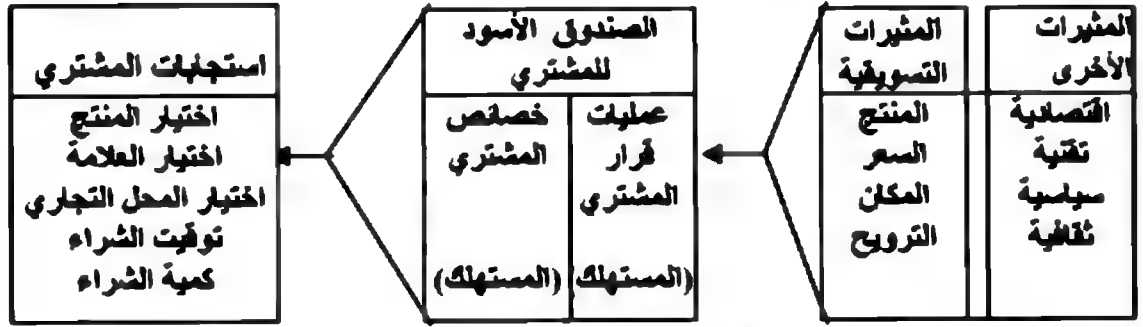 المثيرات
الأخرى
اقتصادية
تقنية
سياسية
ثقافية
المثيرات
التسويقية
المنتج
السعر
المكان
الترويح
الصندوق الأسود
للمشتري
عمليات
قرار
المشتري
(المستهلك)
خصائص
المشتري
(المستهلك)
استجابات المشتري
اختيار المنتج
اختيار العلامة
اختيار المحل التجاري
توقيت الشراء
كمية الشراء